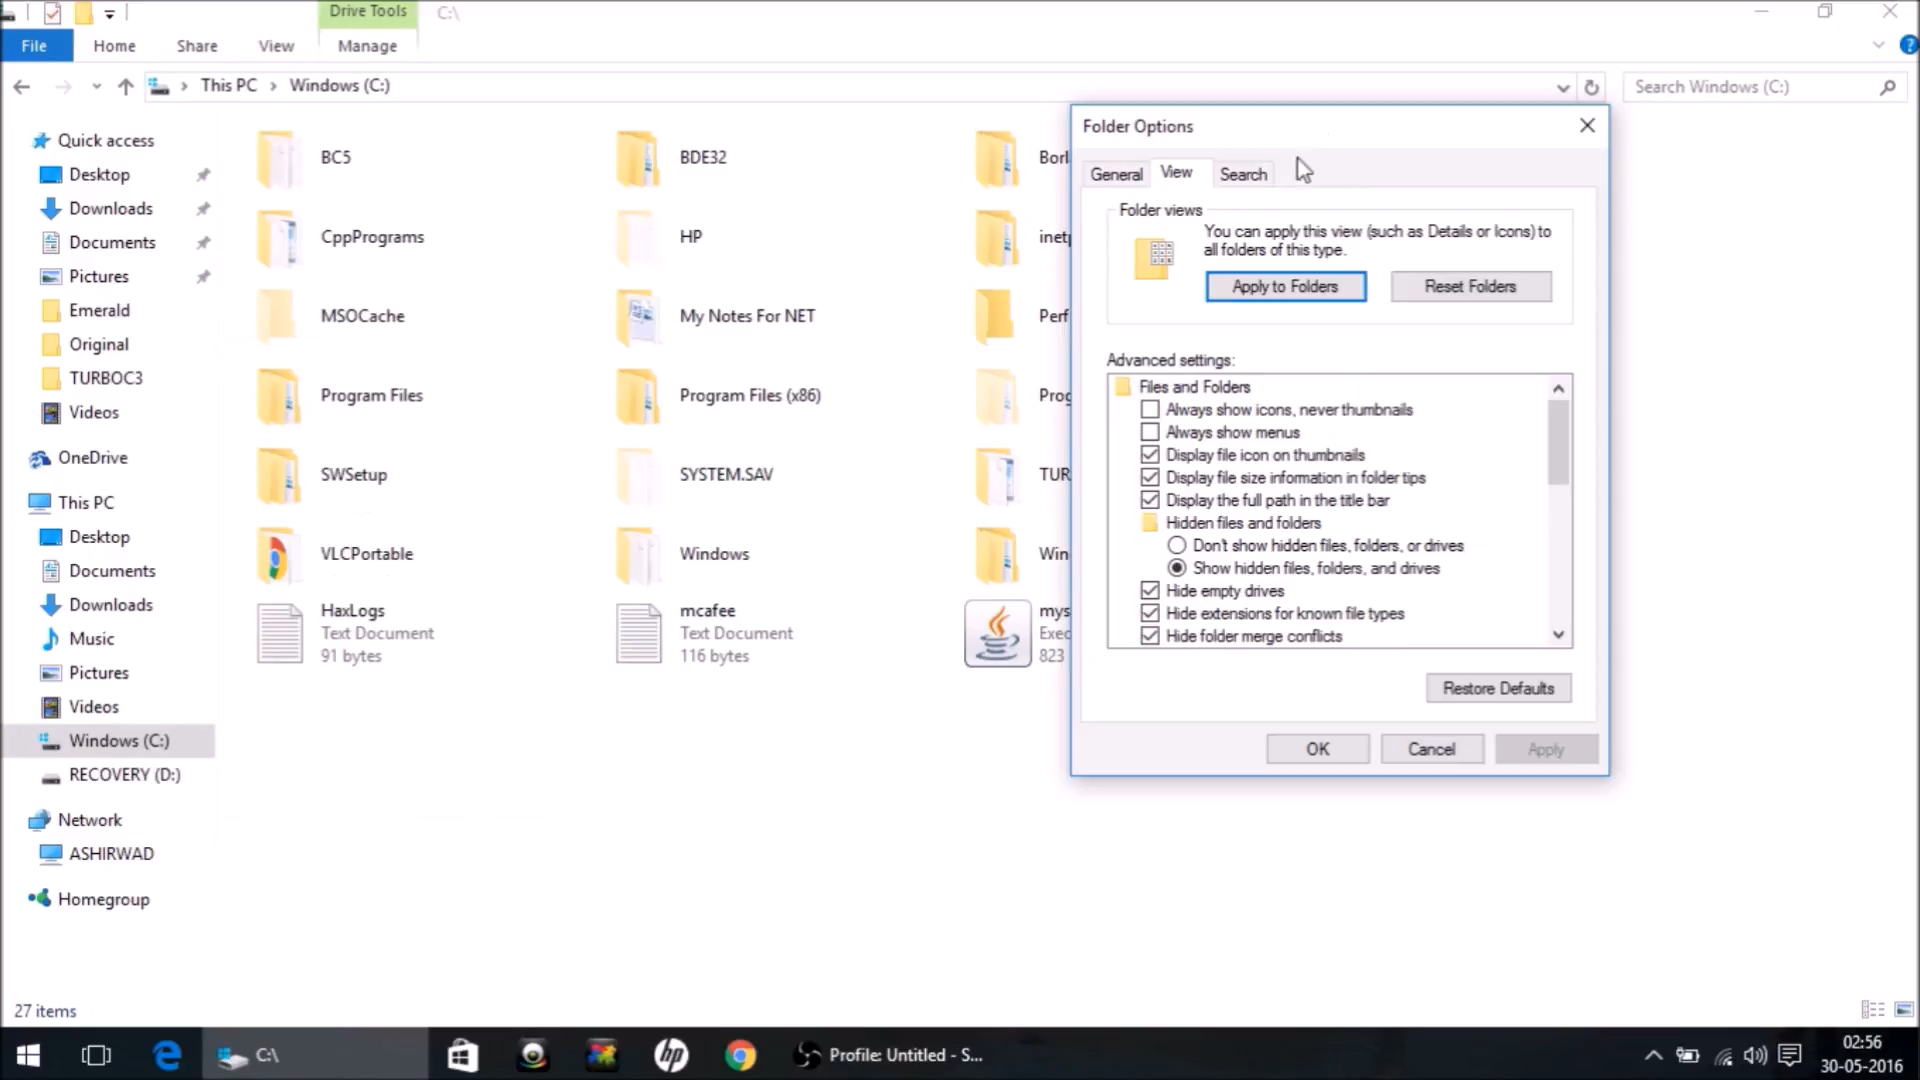 Drive Tools
C:\
File
Home
Share
View
Manage
This PC
Windows (C:)
Search Windows (C:)
Quick access
Desktop
Downloads
Documents
Pictures
Emerald
Original
TURBOC3
Videos
OneDrive
This PC
Desktop
Documents
Downloads
Music
Pictures
Videos
Windows (C:)
RECOVERY (D:)
Network
ASHIRWAD
Homegroup
BC5
BDE32
Borl
CppPrograms
HP
inetp
MSOCache
My Notes For NET
Perf
Program Files
Program Files (x86)
Prog
SWSetup
SYSTEM.SAV
TUR
VLCPortable
Windows
Win
HaxLogs
Text Document
91 bytes
mcafee
Text Document
116 bytes
mys
Exec
823
Folder Options
General
View
Search
Folder views
You can apply this view (such as Details or Icons) to
all folders of this type.
Apply to Folders
Reset Folders
Advanced settings:
Files and Folders
Always show icons, never thumbnails
Always show menus
Display file icon on thumbnails
Display file size information in folder tips
Display the full path in the title bar
Hidden files and folders
Don't show hidden files, folders, or drives
Show hidden files, folders, and drives
Hide empty drives
Hide extensions for known file types
Hide folder merge conflicts
Restore Defaults
OK
Cancel
Apply
27 items
C:\
hp
Profile: Untitled - S...
02:56
30-05-2016